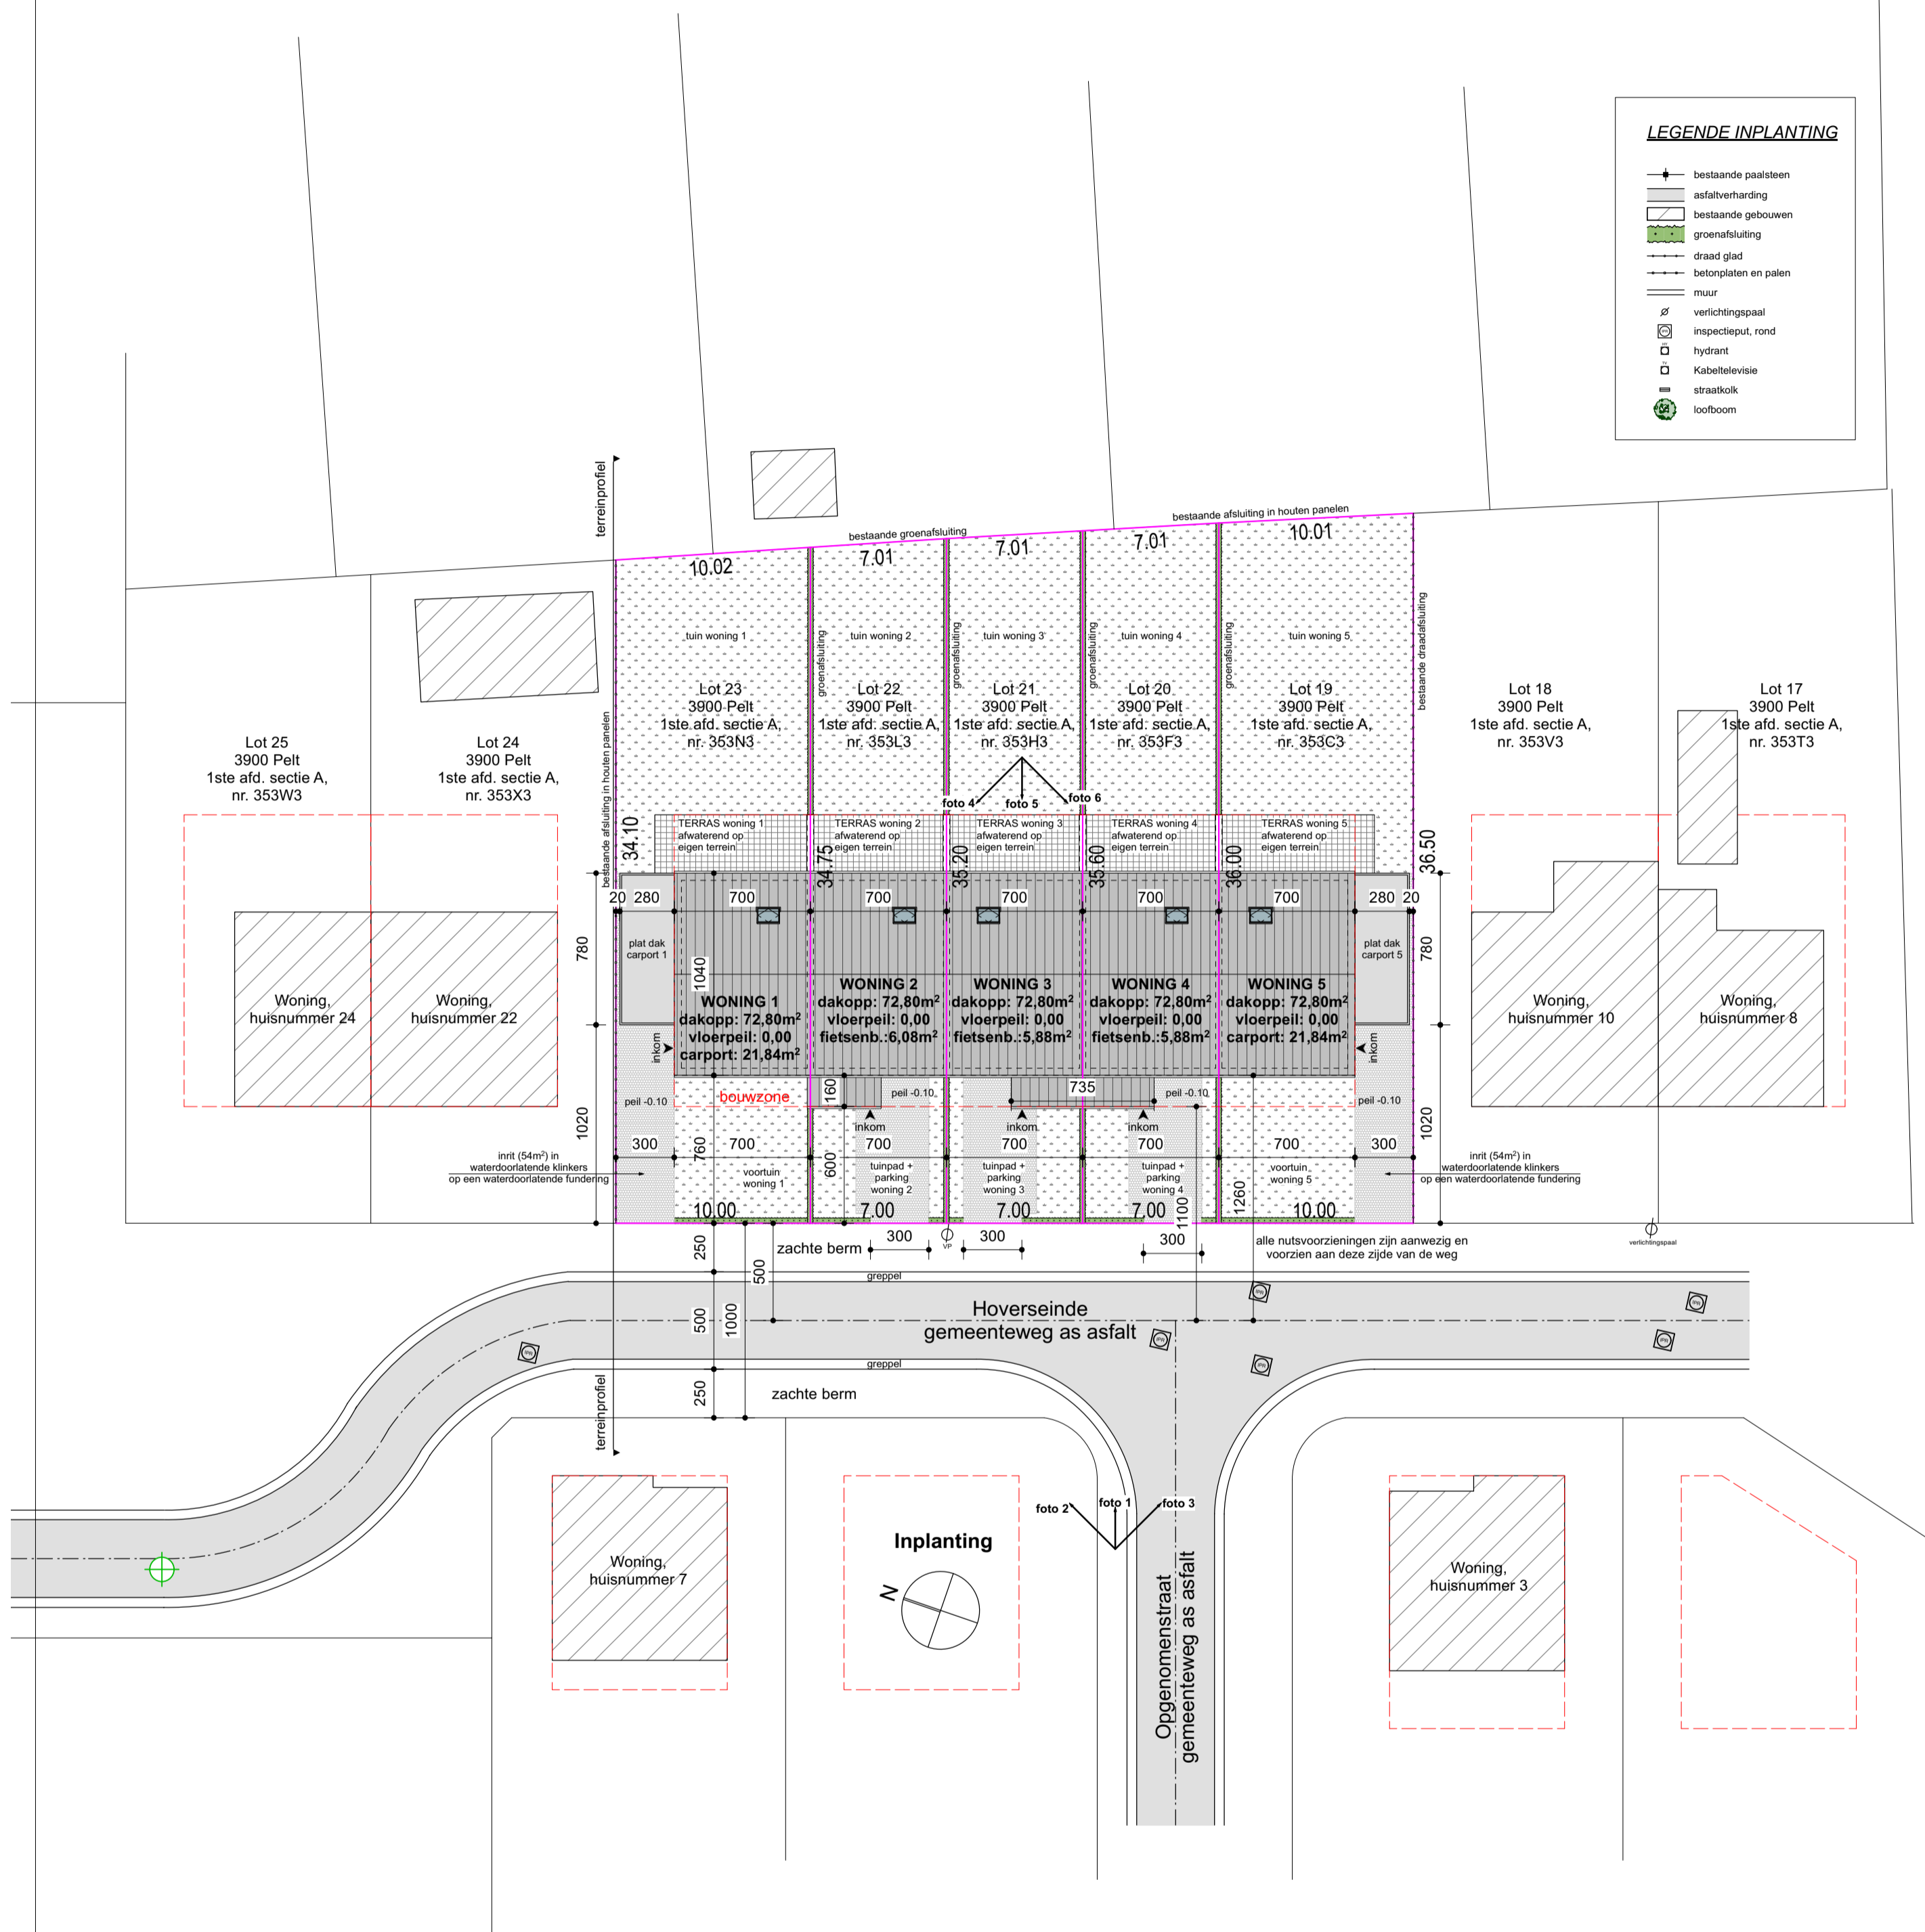 LEGENDE INPLANTING
bestaande paalsteen
asfaltverharding
bestaande gebouwen
groenafsluiting
draad glad
betonplaten en palen
muur
verlichtingspaal
inspectieput, rond
hydrant
Kabeltelevisie
straatkolk
loofboom
terreinprofiel
bestaande groenafsluiting
bestaande afsluiting in houten panelen
10.02
7.01
7.01
7.01
10.01
tuin woning 1
tuin woning 2
tuin woning 3
tuin woning 4
tuin woning 5
groenafsluiting
groenafsluiting
groenafsluiting
groenafsluiting
bestaande draadafsluiting
bestaande afsluiting in houten panelen
Lot 25
3900 Pelt
1ste afd. sectie A,
nr. 353W3
Lot 24
3900 Pelt
1ste afd. sectie A,
nr. 353X3
Lot 23
3900 Pelt
1ste afd. sectie A,
nr. 353N3
Lot 22
3900 Pelt
1ste afd. sectie A,
nr. 353L3
Lot 21
3900 Pelt
1ste afd. sectie A,
nr. 353H3
Lot 20
3900 Pelt
1ste afd. sectie A,
nr. 353F3
Lot 19
3900 Pelt
1ste afd. sectie A,
nr. 353C3
Lot 18
3900 Pelt
1ste afd. sectie A,
nr. 353V3
Lot 17
3900 Pelt
1ste afd. sectie A,
nr. 353T3
foto 4
foto 5
foto 6
TERRAS woning 1
afwaterend op
eigen terrein
TERRAS woning 2
afwaterend op
eigen terrein
TERRAS woning 3
afwaterend op
eigen terrein
TERRAS woning 4
afwaterend op
eigen terrein
TERRAS woning 5
afwaterend op
eigen terrein
34.10
34.75
35.20
35.60
36.00
36.50
20
280
700
700
700
700
700
280
20
780
780
plat dak
carport 1
plat dak
carport 5
1040
WONING 1
dakopp: 72,80m²
vloerpeil: 0,00
carport: 21,84m²
WONING 2
dakopp: 72,80m²
vloerpeil: 0,00
fietsenb.:6,08m²
WONING 3
dakopp: 72,80m²
vloerpeil: 0,00
fietsenb.:5,88m²
WONING 4
dakopp: 72,80m²
vloerpeil: 0,00
fietsenb.:5,88m²
WONING 5
dakopp: 72,80m²
vloerpeil: 0,00
carport: 21,84m²
Woning,
huisnummer 24
Woning,
huisnummer 22
Woning,
huisnummer 10
Woning,
huisnummer 8
inkom
inkom
peil -0.10
bouwzone
160
peil -0.10
735
peil -0.10
peil -0.10
inkom
inkom
inkom
1020
1020
300
700
700
700
700
700
300
760
600
inrit (54m²) in
waterdoorlatende klinkers
op een waterdoorlatende fundering
inrit (54m²) in
waterdoorlatende klinkers
op een waterdoorlatende fundering
voortuin
woning 1
tuinpad +
parking
woning 2
tuinpad +
parking
woning 3
tuinpad +
parking
woning 4
voortuin
woning 5
10.00
7.00
7.00
7.00
10.00
1100
1260
250
500
zachte berm
300
VP
300
300
alle nutsvoorzieningen zijn aanwezig en
voorzien aan deze zijde van de weg
verlichtingspaal
greppel
500
1000
Hoverseinde
gemeenteweg as asfalt
greppel
250
zachte berm
terreinprofiel
foto 2
foto 1
foto 3
Woning,
huisnummer 7
Inplanting
N
Opgenomenstraat
gemeenteweg as asfalt
Woning,
huisnummer 3